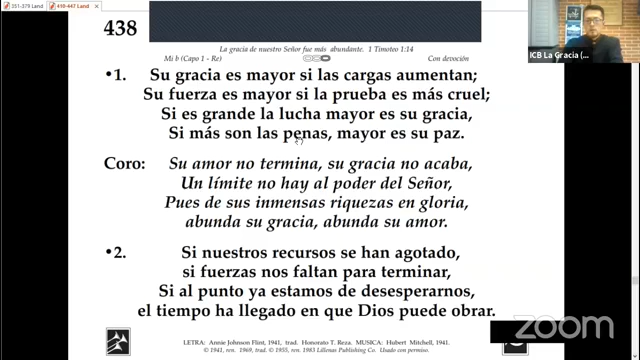 351-379 Land
410-447 Land
438
La gracia de nuestro Señor fue más abundante. 1 Timoteo 1:14
Mi b (Capo 1 - Re)
Con devoción
ICB La Gracia (...
•1. Su gracia es mayor si las cargas aumentan;
Su fuerza es mayor si la prueba es más cruel;
Si es grande la lucha mayor es su gracia,
Si más son las penas, mayor es su paz.
Coro: Su amor no termina, su gracia no acaba,
Un límite no hay al poder del Señor,
Pues de sus inmensas riquezas en gloria,
abunda su gracia, abunda su amor.
•2. Si nuestros recursos se han agotado,
si fuerzas nos faltan para terminar,
Si al punto ya estamos de desesperarnos,
el tiempo ha llegado en que Dios puede obrar.
LETRA: Annie Johnson Flint, 1941, trad. Honorato T. Reza. MUSICA: Hubert Mitchell, 1941.
© 1941, ren. 1969, trad. © 1955, ren. 1983 Lillenas Publishing Co. Usado con permiso.
zoom